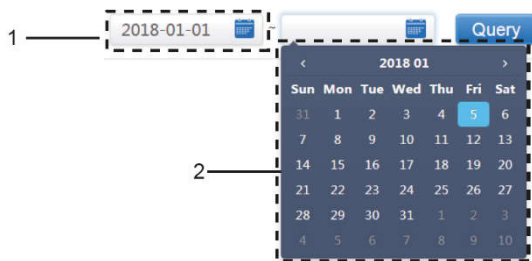 1
2018-01-01 ~ Query
‹ 2018 01 ›
Sun Mon Tue Wed Thu Fri Sat
31 1 2 3 4 5 6
7 8 9 10 11 12 13
14 15 16 17 18 19 20
2
21 22 23 24 25 26 27
28 29 30 31 1 2 3
4 5 6 7 8 9 10